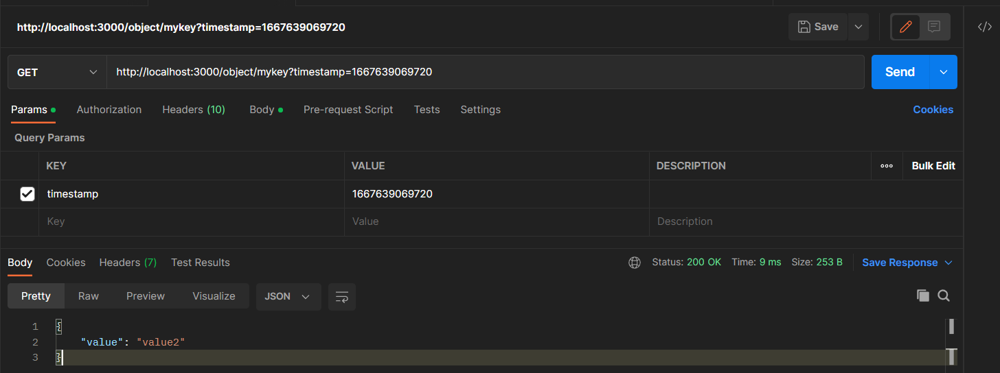 http://localhost:3000/object/mykey?timestamp=1667639069720
Save
GET
http://localhost:3000/object/mykey?timestamp=1667639069720
Send
Params Authorization Headers (10) Body Pre-request Script Tests Settings Cookies
Query Params
KEY VALUE DESCRIPTION ooo Bulk Edit
timestamp 1667639069720
Key Value Description
Body Cookies Headers (7) Test Results Status: 200 OK Time: 9 ms Size: 253 B Save Response
Pretty Raw Preview Visualize JSON
1 {
2 "value": "value2"
3 }